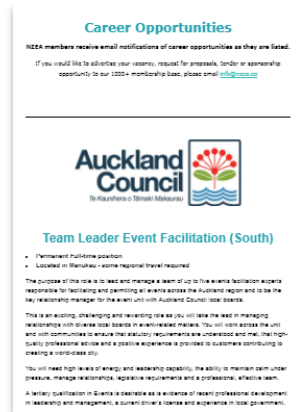 Career Opportunities
NZEA members receive email notifications of career opportunities as they are listed.
If you would like to advertise your vacancy, request for proposals, tender or sponsorship
opportunity to our 1000+ membership base, please email info@nzea.co
Auckland
Council
Te Kaunihera o Tāmaki Makaurau
Team Leader Event Facilitation (South)
• Permanent Full-time position
• Located in Manukau - some regional travel required
The purpose of this role is to lead and manage a team of up to five events facilitation experts
responsible for facilitating and permitting all events across the Auckland region and to be the
key relationship manager for the event unit with Auckland Council local boards.
This is an exciting, challenging and rewarding role as you will take the lead in managing
relationships with diverse local boards in event-related matters. You will work across the unit
and with communities to ensure that statutory requirements are understood and met, that high-
quality professional advice and a positive experience is provided to customers contributing to
creating a world-class city.
You will need high levels of energy and leadership capability, the ability to maintain calm under
pressure, manage relationships, legislative requirements and a professional, effective team.
A tertiary qualification in Events is desirable as is evidence of recent professional development
in leadership and management, a current driver's license and experience in local government.